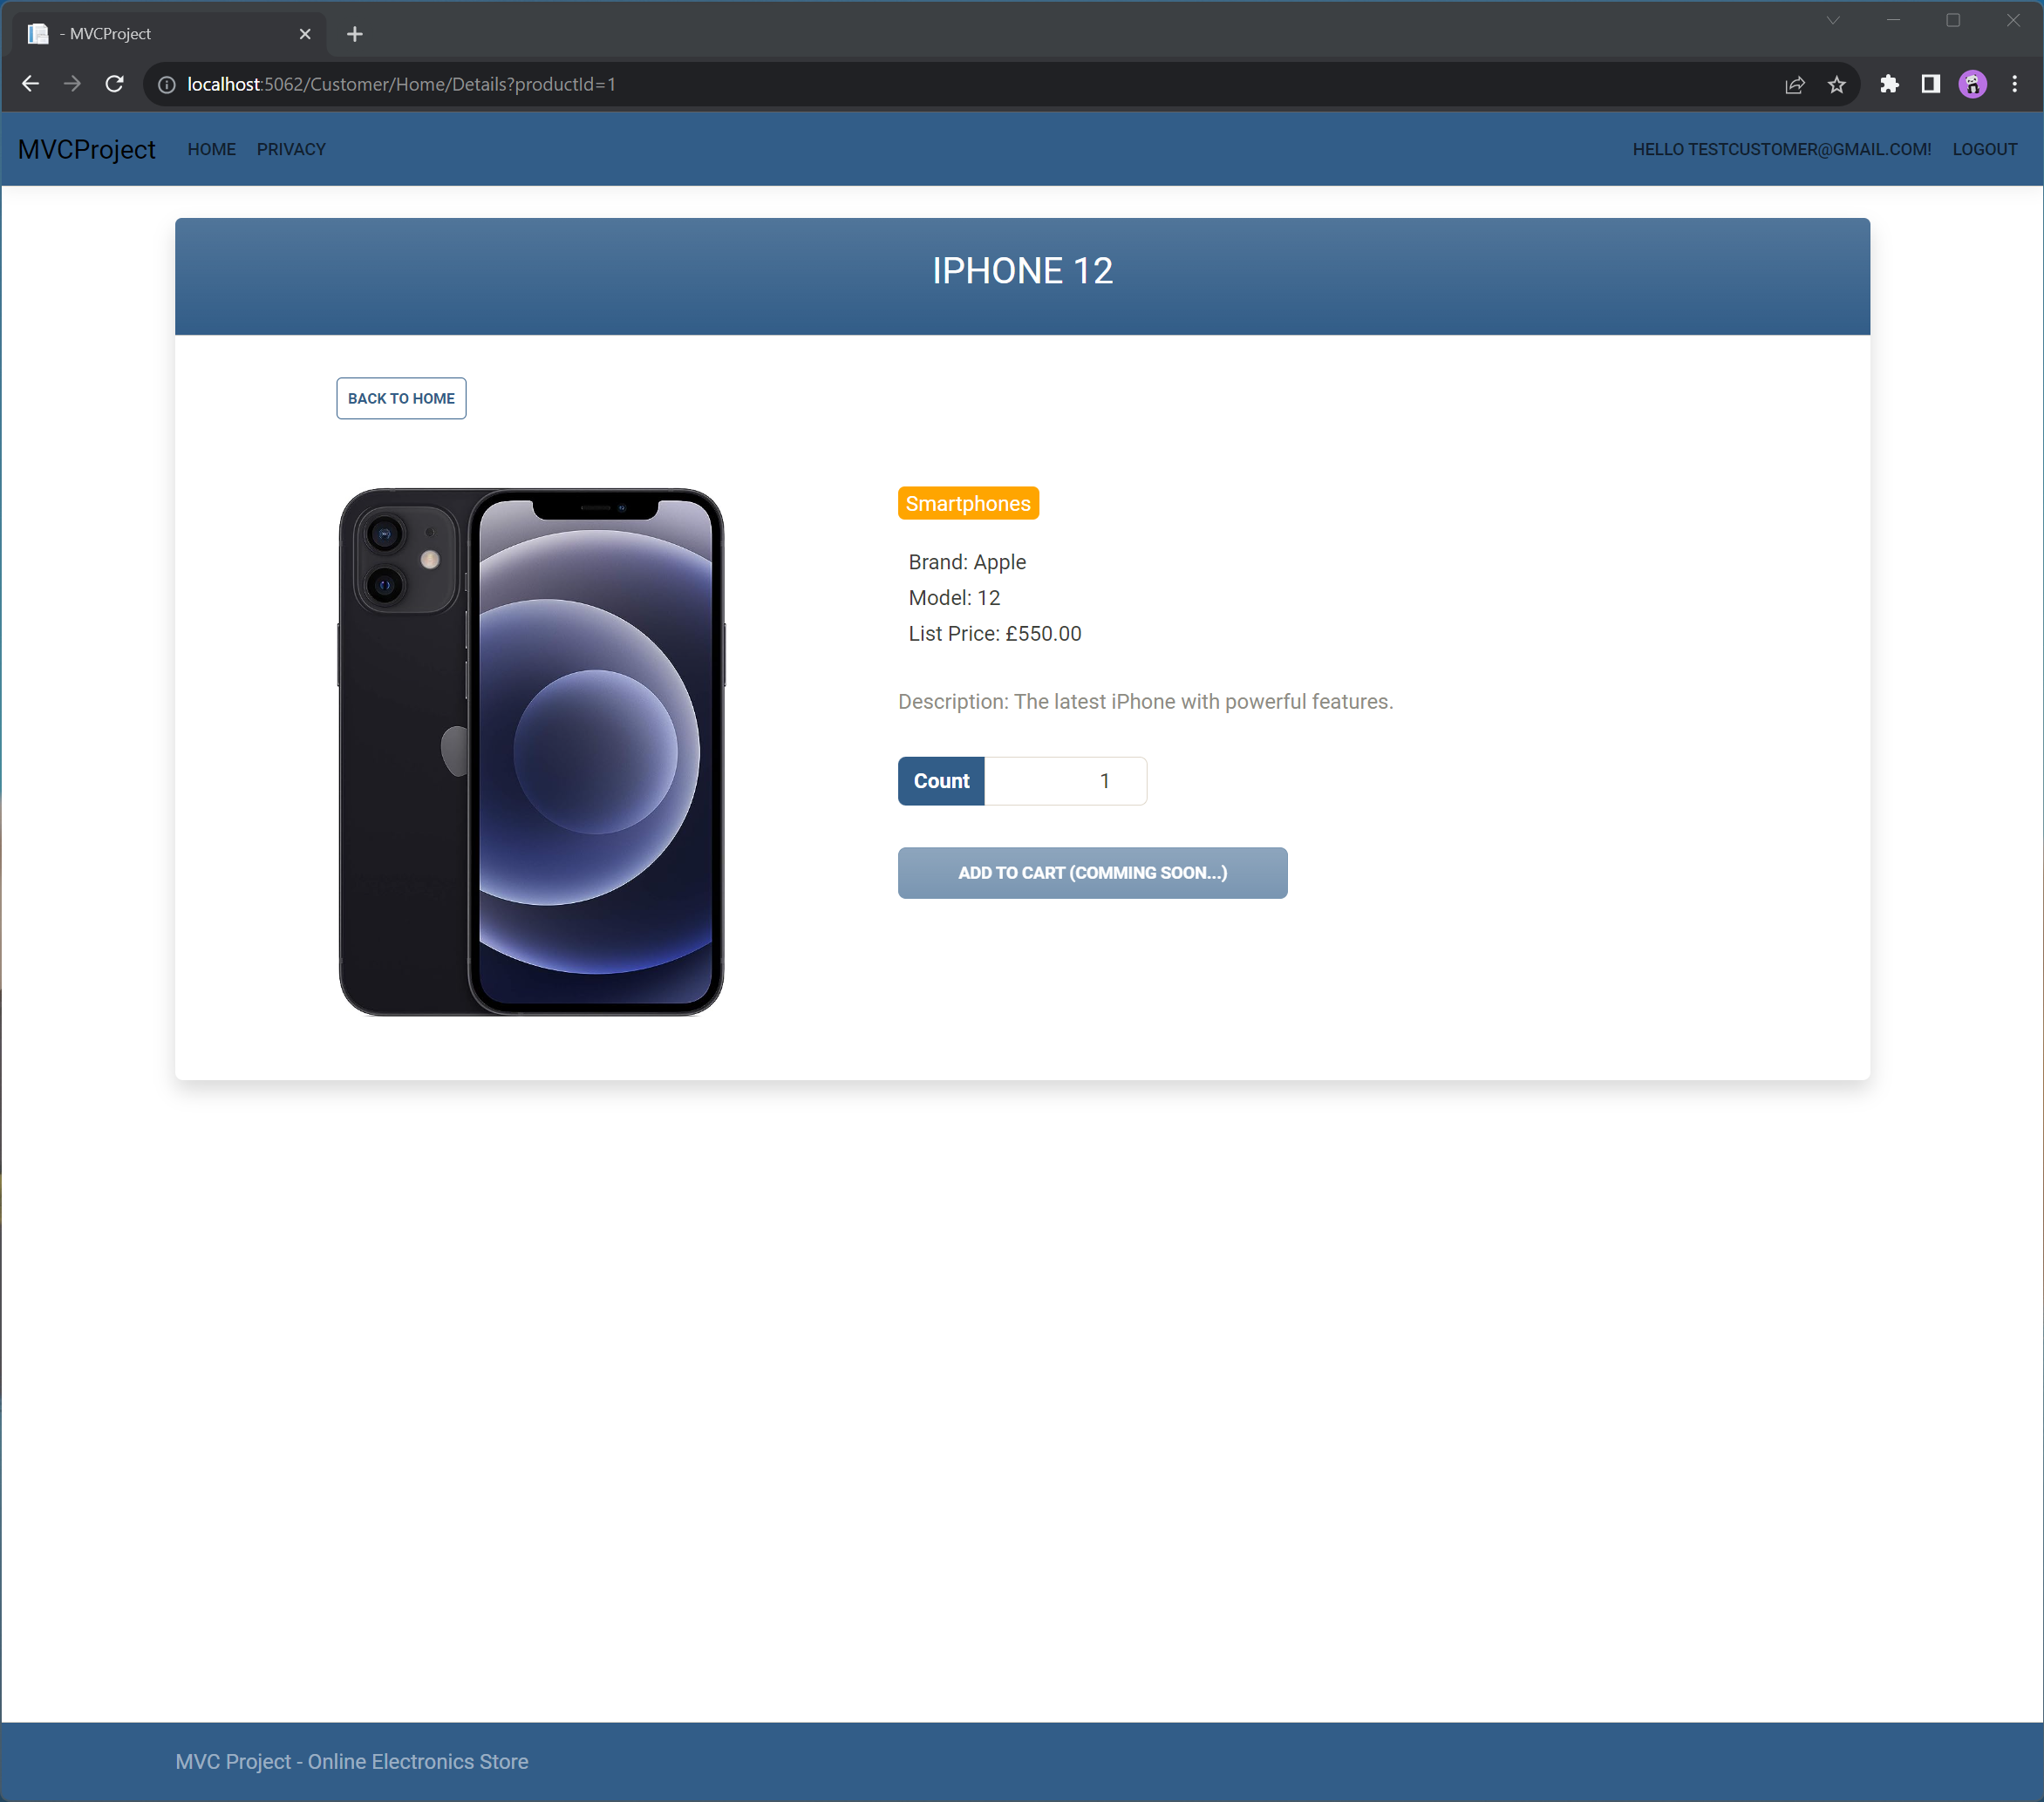 - MVCProject
localhost:5062/Customer/Home/Details?productId=1
MVCProject HOME PRIVACY HELLO TESTCUSTOMER@GMAIL.COM! LOGOUT
IPHONE 12
BACK TO HOME
Smartphones
Brand: Apple
Model: 12
List Price: £550.00
Description: The latest iPhone with powerful features.
Count 1
ADD TO CART (COMMING SOON...)
MVC Project - Online Electronics Store